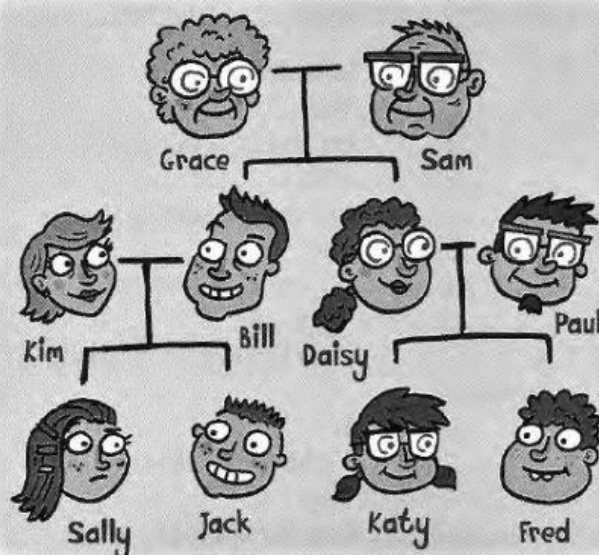 Grace
Sam
Kim
Bill
Daisy
Paul
Sally
Jack
Katy
Fred